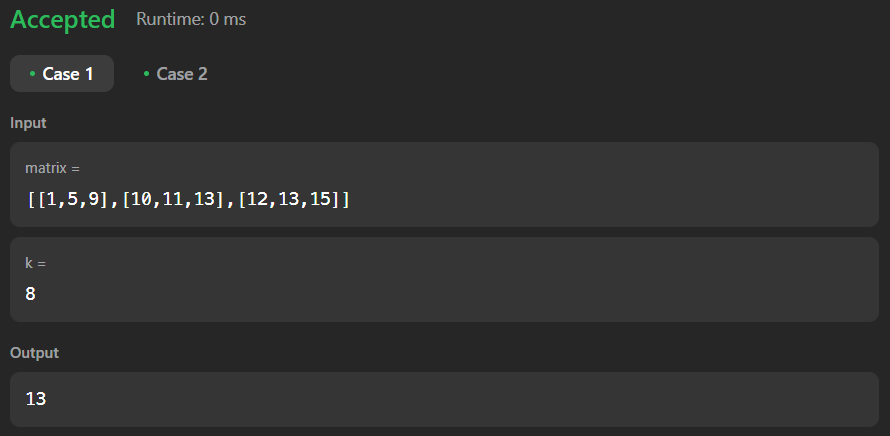 Accepted Runtime: 0 ms
Case 1 Case 2
Input
matrix =
[[1,5,9],[10,11,13],[12,13,15]]
k =
8
Output
13